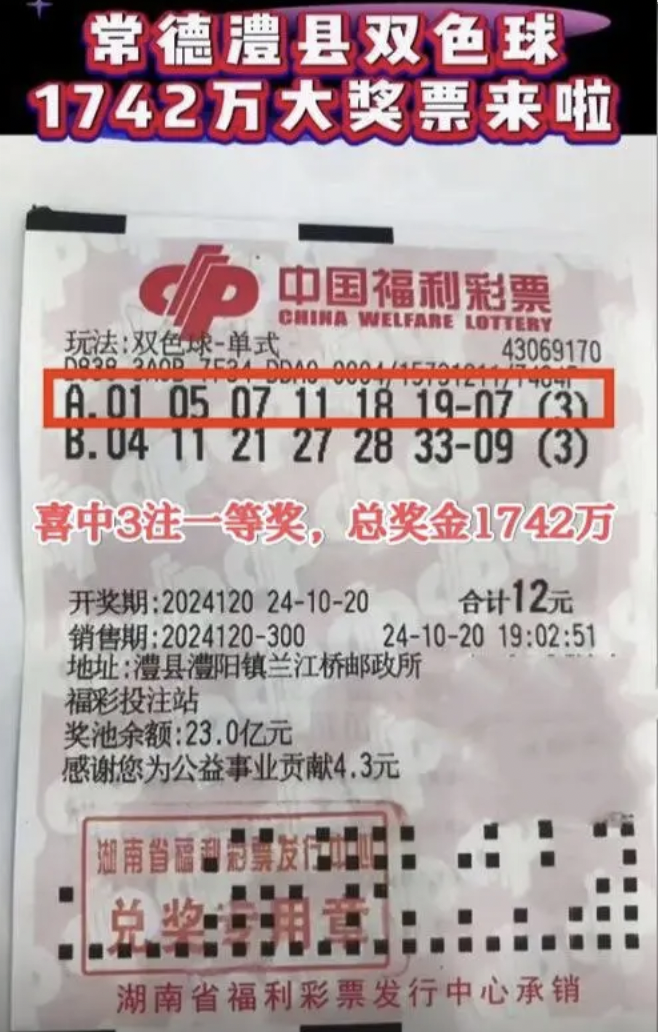 常德澧县双色球
1742万大奖票来啦
中国福利彩票
CHINA WELFARE LOTTERY
玩法:双色球-单式
43069170
A.01 05 07 11 18 19-07 (3)
B.04 11 21 27 28 33-09 (3)
喜中3注一等奖，总奖金1742万
开奖期:2024120 24-10-20 合计12元
销售期:2024120-300 24-10-20 19:02:51
地址:澧县澧阳镇兰江桥邮政所
福彩投注站
奖池余额:23.0亿元
感谢您为公益事业贡献4.3元
湖南省福利彩票发行中心
兑奖专用章
湖南省福利彩票发行中心承销